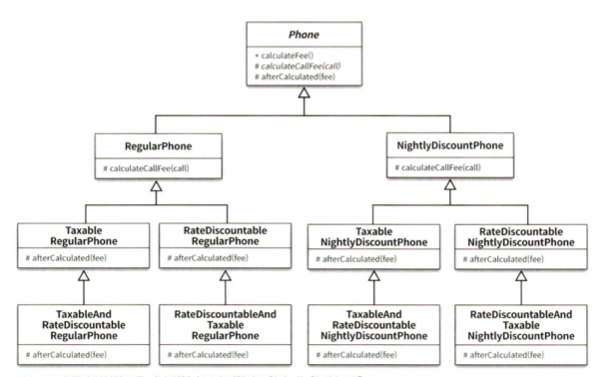 Phone
+ calculateFee()
# calculateCallFee(call)
# afterCalculated(fee)
RegularPhone
# calculateCallFee(call)
NightlyDiscountPhone
# calculateCallFee(call)
Taxable
RegularPhone
# afterCalculated(fee)
RateDiscountable
RegularPhone
# afterCalculated(fee)
Taxable
NightlyDiscountPhone
# afterCalculated(fee)
RateDiscountable
NightlyDiscountPhone
# afterCalculated(fee)
TaxableAnd
RateDiscountable
RegularPhone
# afterCalculated(fee)
RateDiscountableAnd
Taxable
RegularPhone
# afterCalculated(fee)
TaxableAnd
RateDiscountable
NightlyDiscountPhone
# afterCalculated(fee)
RateDiscountableAnd
Taxable
NightlyDiscountPhone
# afterCalculated(fee)